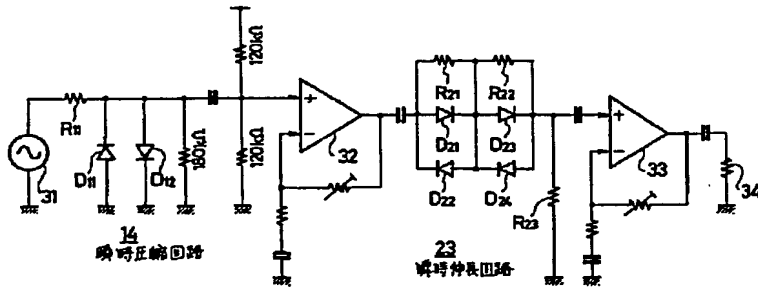 120kΩ
R11
31
D11
D12
180kΩ
120kΩ
+
−
32
R21
R22
D21
D23
D22
D24
R23
+
−
33
34
14
瞬時圧縮回路
23
瞬時伸長回路